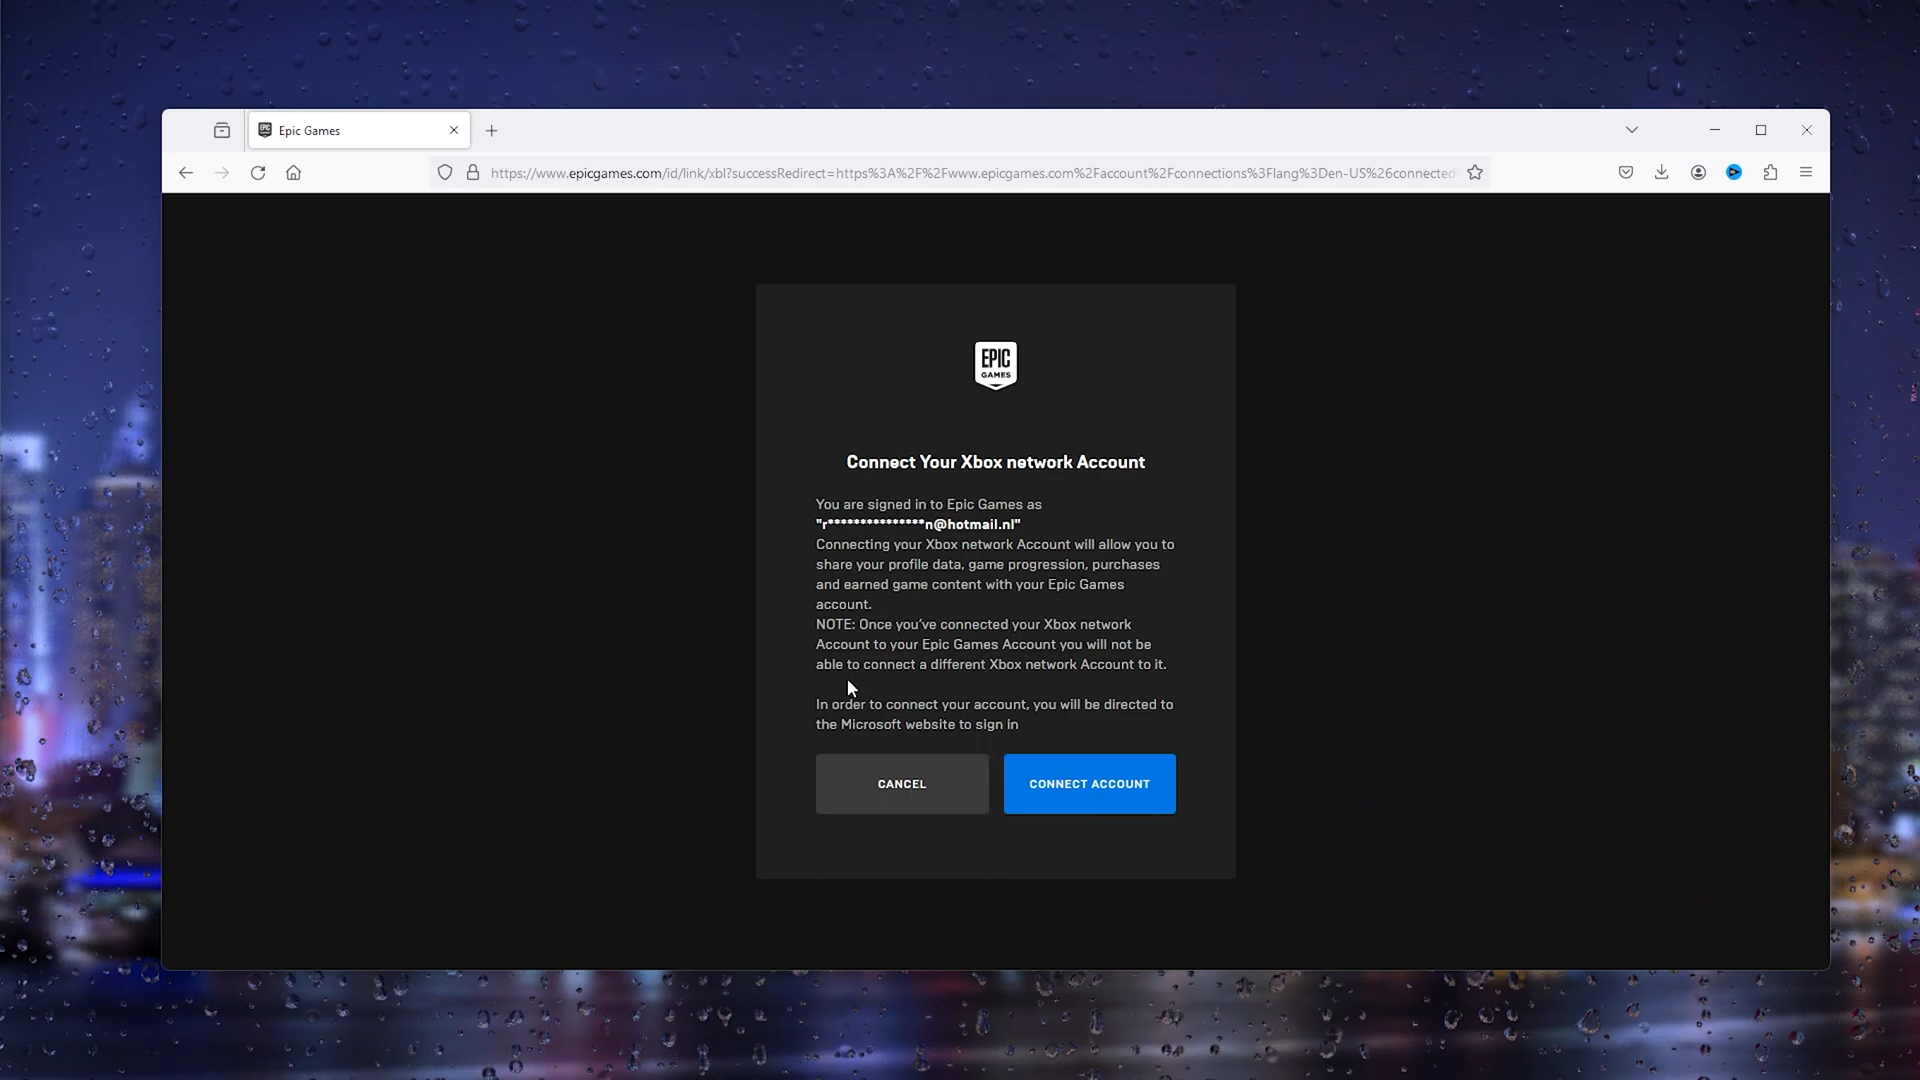 Epic Games
https://www.epicgames.com/id/link/xbl?successRedirect=https%3A%2F%2Fwww.epicgames.com%2Faccount%2Fconnections%3Flang%3Den-US%26connected
EPIC
GAMES
Connect Your Xbox network Account
You are signed in to Epic Games as
"r***************n@hotmail.nl"
Connecting your Xbox network Account will allow you to
share your profile data, game progression, purchases
and earned game content with your Epic Games
account.
NOTE: Once you've connected your Xbox network
Account to your Epic Games Account you will not be
able to connect a different Xbox network Account to it.
In order to connect your account, you will be directed to
the Microsoft website to sign in
CANCEL
CONNECT ACCOUNT